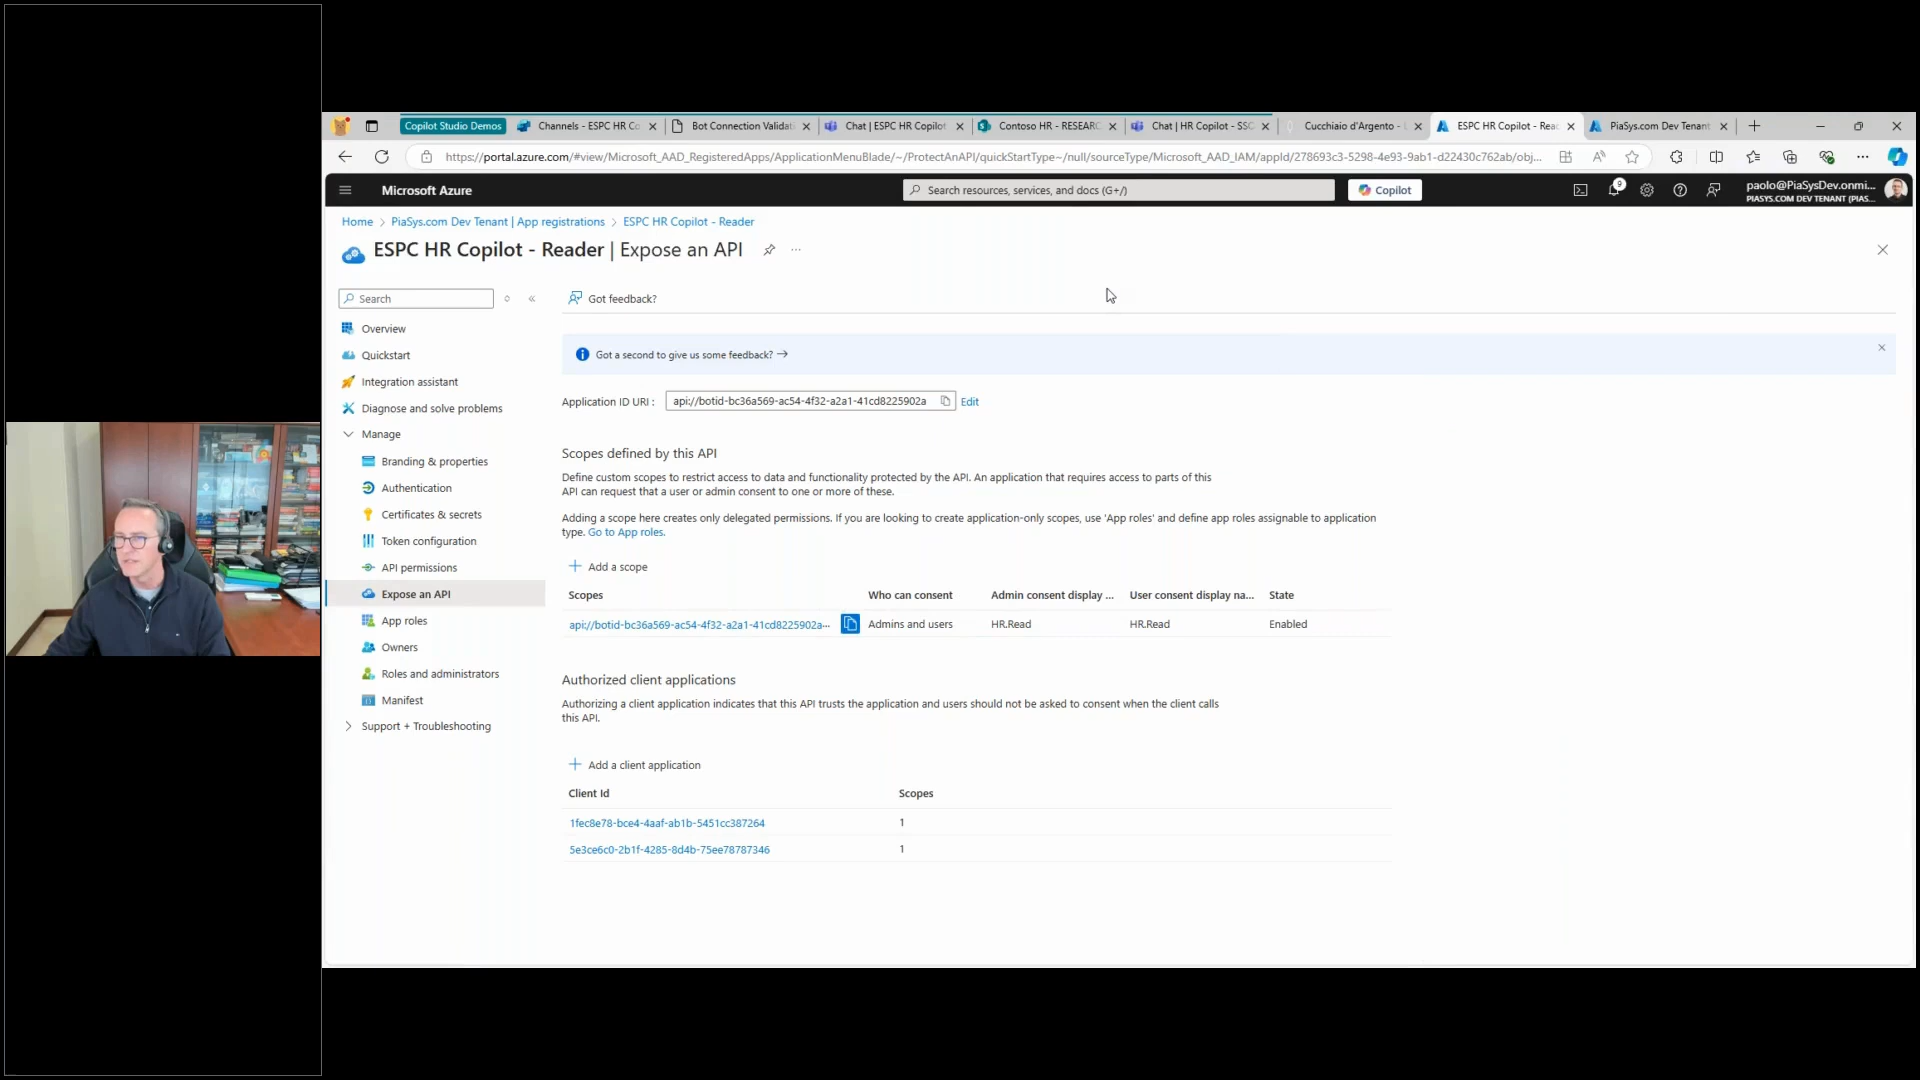 Copilot Studio Demos
Channels - ESPC HR Co
Bot Connection Validati
Chat | ESPC HR Copilot
Contoso HR - RESEARC
Chat | HR Copilot - SSC
Cucchiaio d'Argento - L
ESPC HR Copilot - Rea
PiaSys.com Dev Tenant
https://portal.azure.com/#view/Microsoft_AAD_RegisteredApps/ApplicationMenuBlade/~/ProtectAnAPI/quickStartType~/null/sourceType/Microsoft_AAD_IAM/appId/278693c3-5298-4e93-9ab1-d22430c762ab/obj...
Microsoft Azure
Search resources, services, and docs (G+/)
Copilot
9
paolo@PiaSysDev.onmi...
PIASYS.COM DEV TENANT (PIAS...
Home > PiaSys.com Dev Tenant | App registrations > ESPC HR Copilot - Reader
ESPC HR Copilot - Reader | Expose an API
Search
Got feedback?
Overview
Quickstart
Integration assistant
Diagnose and solve problems
Manage
Branding & properties
Authentication
Certificates & secrets
Token configuration
API permissions
Expose an API
App roles
Owners
Roles and administrators
Manifest
Support + Troubleshooting
Got a second to give us some feedback?
Application ID URI : api://botid-bc36a569-ac54-4f32-a2a1-41cd8225902a Edit
Scopes defined by this API
Define custom scopes to restrict access to data and functionality protected by the API. An application that requires access to parts of this
API can request that a user or admin consent to one or more of these.
Adding a scope here creates only delegated permissions. If you are looking to create application-only scopes, use 'App roles' and define app roles assignable to application
type. Go to App roles.
Add a scope
Scopes Who can consent Admin consent display ... User consent display na... State
api://botid-bc36a569-ac54-4f32-a2a1-41cd8225902a... Admins and users HR.Read HR.Read Enabled
Authorized client applications
Authorizing a client application indicates that this API trusts the application and users should not be asked to consent when the client calls
this API.
Add a client application
Client Id Scopes
1fec8e78-bce4-4aaf-ab1b-5451cc387264 1
5e3ce6c0-2b1f-4285-8d4b-75ee78787346 1